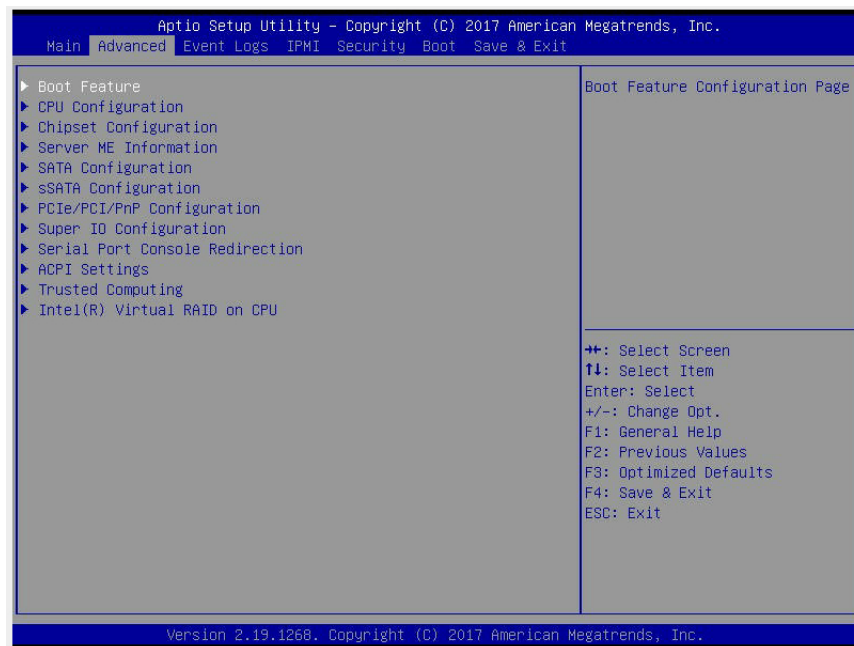 Aptio Setup Utility – Copyright (C) 2017 American Megatrends, Inc.
Main Advanced Event Logs IPMI Security Boot Save & Exit
Boot Feature
CPU Configuration
Chipset Configuration
Server ME Information
SATA Configuration
sSATA Configuration
PCIe/PCI/PnP Configuration
Super IO Configuration
Serial Port Console Redirection
ACPI Settings
Trusted Computing
Intel(R) Virtual RAID on CPU
Boot Feature Configuration Page
→←: Select Screen
↑↓: Select Item
Enter: Select
+/-: Change Opt.
F1: General Help
F2: Previous Values
F3: Optimized Defaults
F4: Save & Exit
ESC: Exit
Version 2.19.1268. Copyright (C) 2017 American Megatrends, Inc.